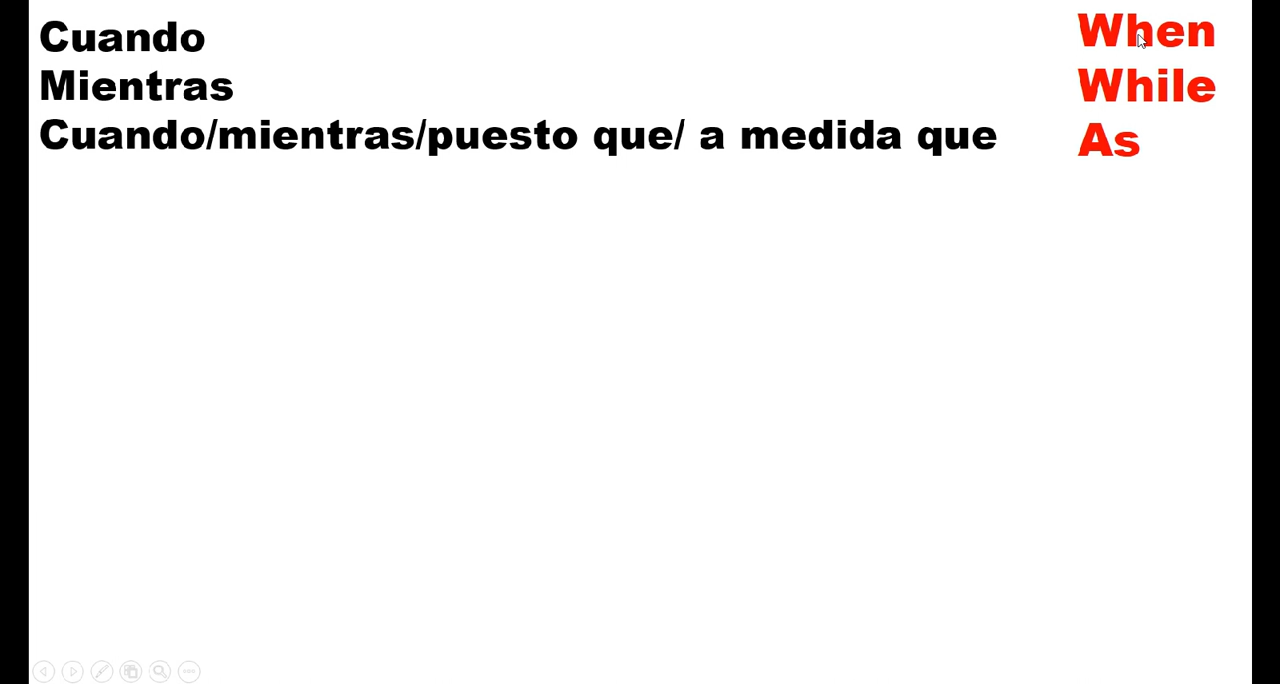 Cuando When
Mientras While
Cuando/mientras/puesto que/ a medida que As